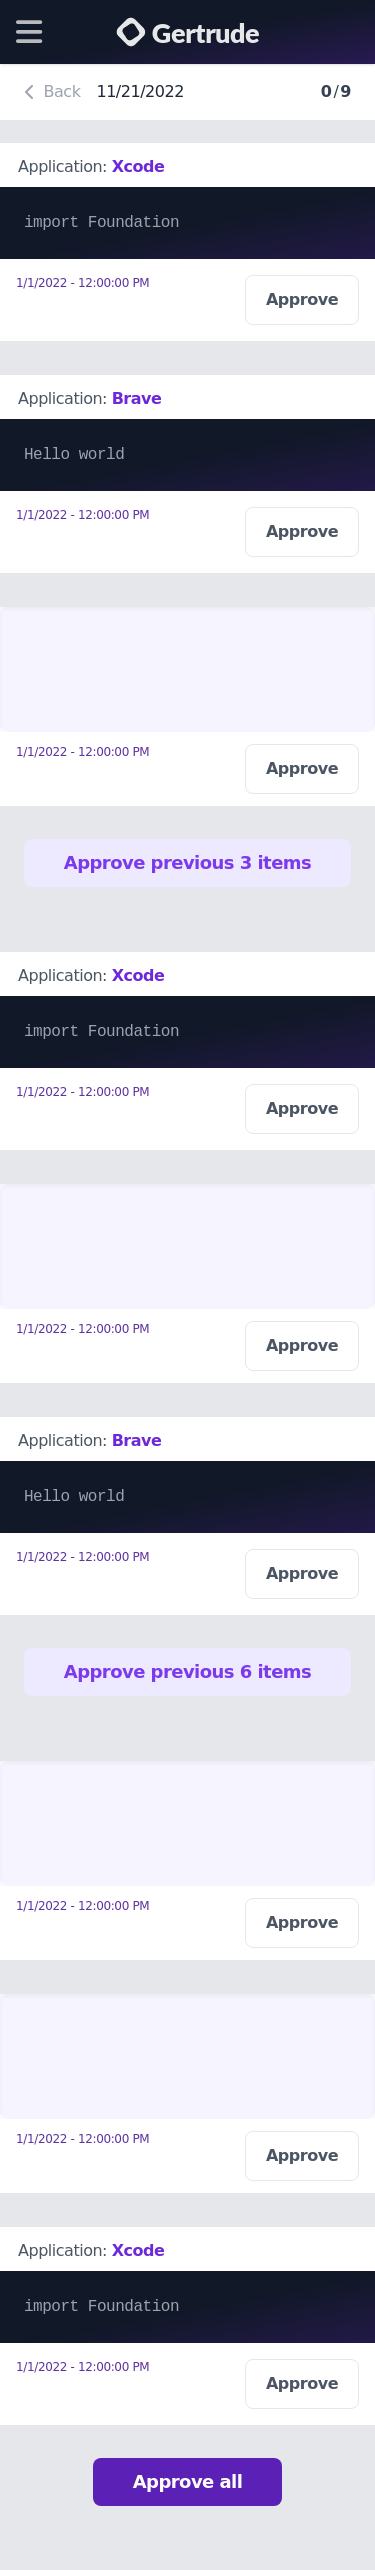 Gertrude
Back 11/21/2022 0/9
Application: Xcode
import Foundation
1/1/2022 - 12:00:00 PM
Approve
Application: Brave
Hello world
1/1/2022 - 12:00:00 PM
Approve
1/1/2022 - 12:00:00 PM
Approve
Approve previous 3 items
Application: Xcode
import Foundation
1/1/2022 - 12:00:00 PM
Approve
1/1/2022 - 12:00:00 PM
Approve
Application: Brave
Hello world
1/1/2022 - 12:00:00 PM
Approve
Approve previous 6 items
1/1/2022 - 12:00:00 PM
Approve
1/1/2022 - 12:00:00 PM
Approve
Application: Xcode
import Foundation
1/1/2022 - 12:00:00 PM
Approve
Approve all